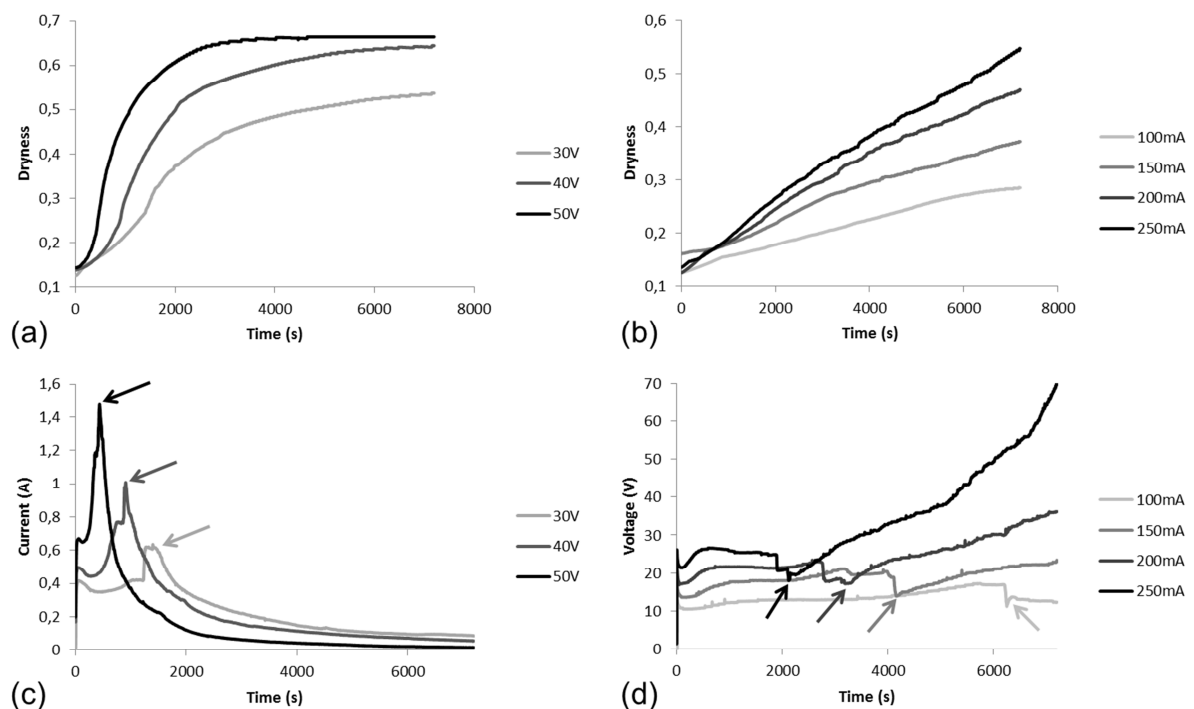 0,7
0,6
0,5
0,4
0,3
0,2
0,1
Dryness
0 2000 4000 6000 8000
Time (s)
30V
40V
50V
(a)
0,6
0,5
0,4
0,3
0,2
0,1
Dryness
0 2000 4000 6000 8000
Time (s)
100mA
150mA
200mA
250mA
(b)
1,6
1,4
1,2
1
0,8
0,6
0,4
0,2
0
Current (A)
0 2000 4000 6000
Time (s)
30V
40V
50V
(c)
70
60
50
40
30
20
10
0
Voltage (V)
0 2000 4000 6000
Time (s)
100mA
150mA
200mA
250mA
(d)